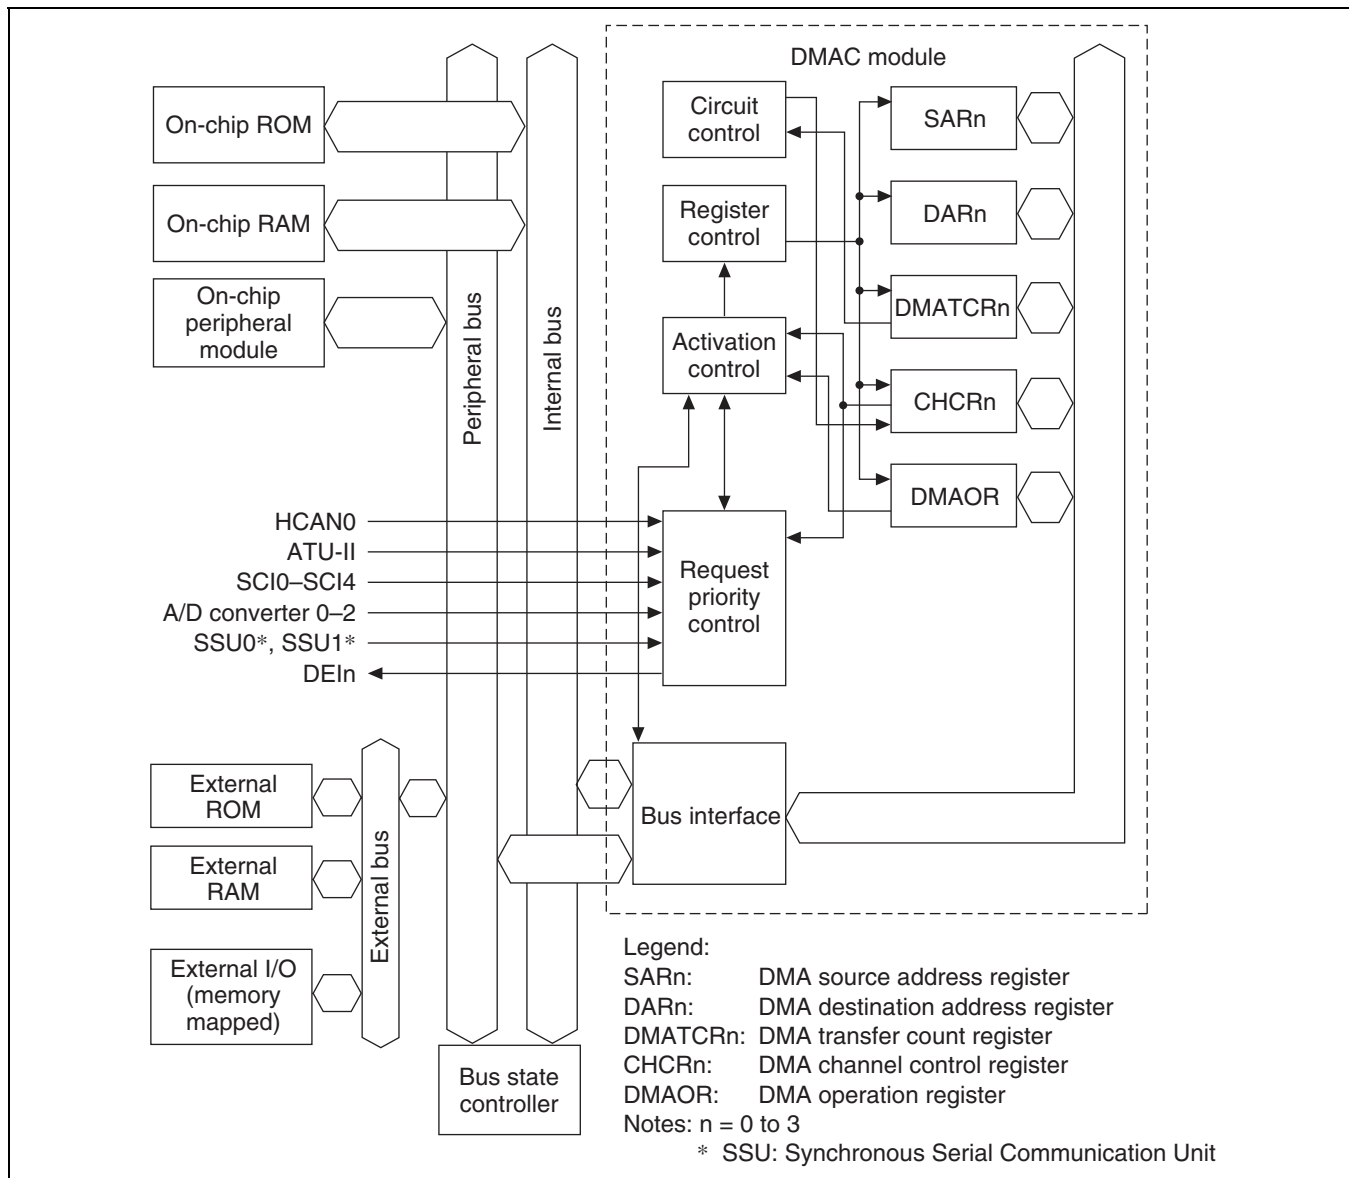 DMAC module
On-chip ROM
On-chip RAM
On-chip
peripheral
module
Peripheral bus
Internal bus
Circuit
control
Register
control
Activation
control
SARn
DARn
DMATCRn
CHCRn
DMAOR
HCAN0
ATU-II
SCI0–SCI4
A/D converter 0–2
SSU0*, SSU1*
DEIn
Request
priority
control
External
ROM
External
RAM
External I/O
(memory
mapped)
External bus
Bus interface
Bus state
controller
Legend:
SARn: DMA source address register
DARn: DMA destination address register
DMATCRn: DMA transfer count register
CHCRn: DMA channel control register
DMAOR: DMA operation register
Notes: n = 0 to 3
* SSU: Synchronous Serial Communication Unit